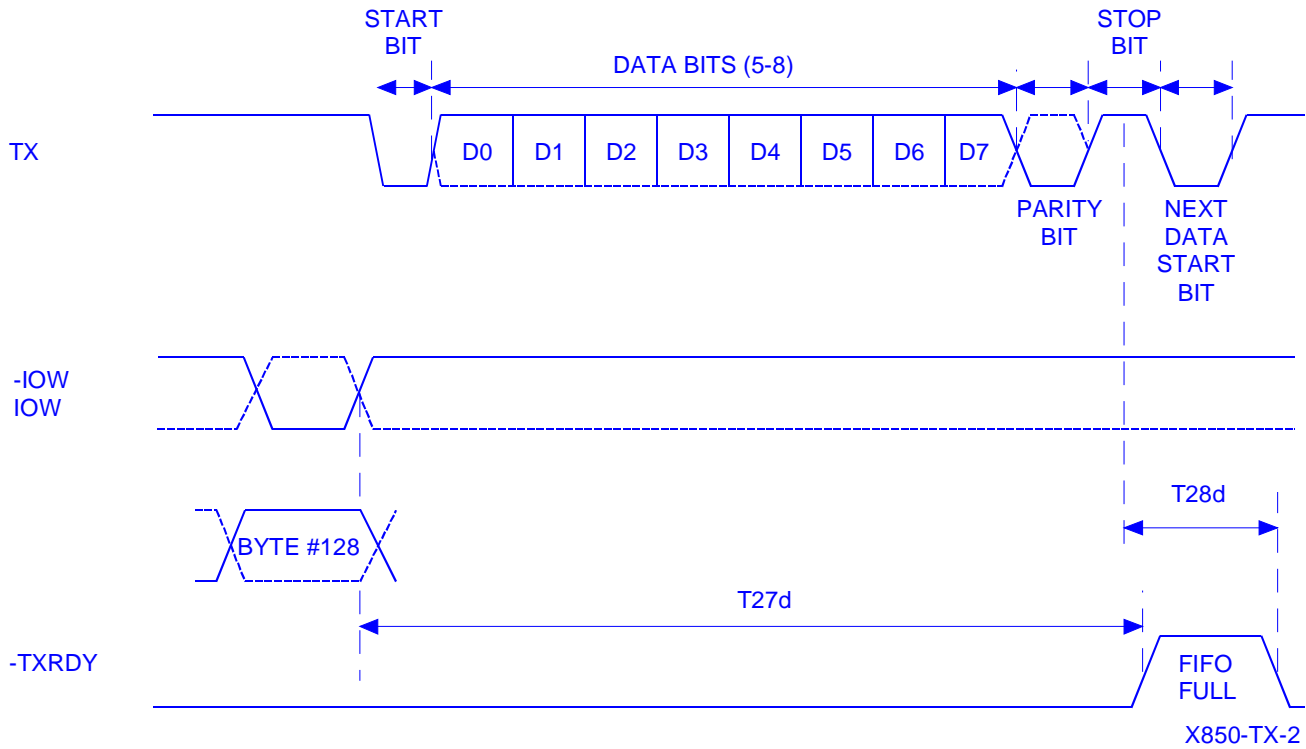 START
BIT
DATA BITS (5-8)
STOP
BIT
TX
D0 D1 D2 D3 D4 D5 D6 D7
PARITY
BIT
NEXT
DATA
START
BIT
-IOW
IOW
BYTE #128
T28d
T27d
-TXRDY
FIFO
FULL
X850-TX-2